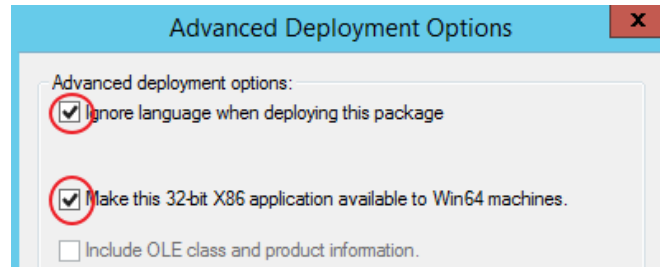 Advanced Deployment Options
x
Advanced deployment options:
Ignore language when deploying this package
Make this 32-bit X86 application available to Win64 machines.
Include OLE class and product information.